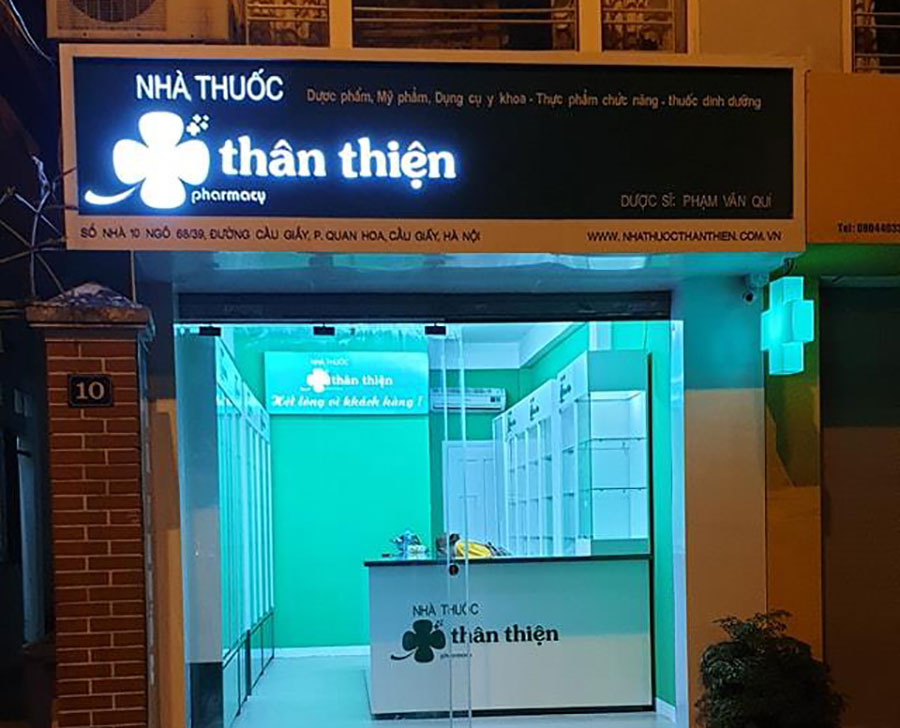 NHÀ THUỐC
Dược phẩm, Mỹ phẩm, Dụng cụ y khoa - Thực phẩm chức năng - thuốc dinh dưỡng
thân thiện
pharmacy
DƯỢC SĨ: PHẠM VĂN QUÍ
SỐ NHÀ 10 NGÕ 68/39, ĐƯỜNG CẦU GIẤY, P. QUAN HOA, CẦU GIẤY, HÀ NỘI
WWW. NHATHUOCTHANTHIEN.COM.VN
Tel:
10
NHÀ THUỐC
thân thiện
Hết lòng vì khách hàng !
NHÀ THUỐC
thân thiện
pharmacy